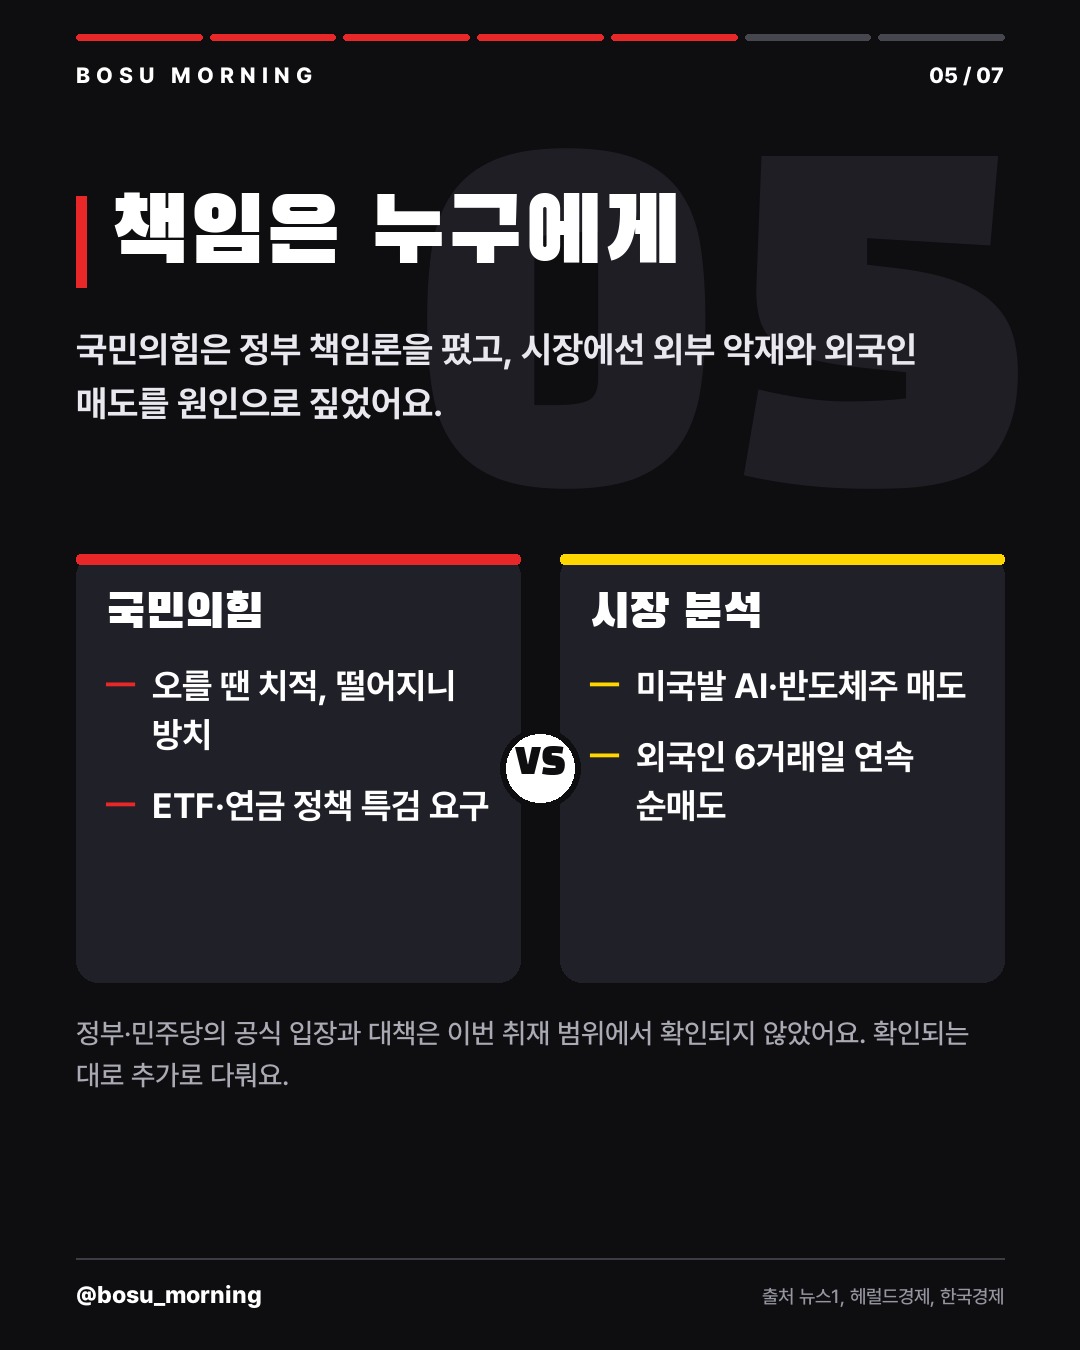 BOSU MORNING
05 / 07
05
책임은 누구에게
국민의힘은 정부 책임론을 폈고, 시장에선 외부 악재와 외국인
매도를 원인으로 짚었어요.
국민의힘
— 오를 땐 치적, 떨어지니
방치
— ETF·연금 정책 특검 요구
VS
시장 분석
— 미국발 AI·반도체주 매도
— 외국인 6거래일 연속
순매도
정부·민주당의 공식 입장과 대책은 이번 취재 범위에서 확인되지 않았어요. 확인되는
대로 추가로 다뤄요.
@bosu_morning
출처 뉴스1, 헤럴드경제, 한국경제